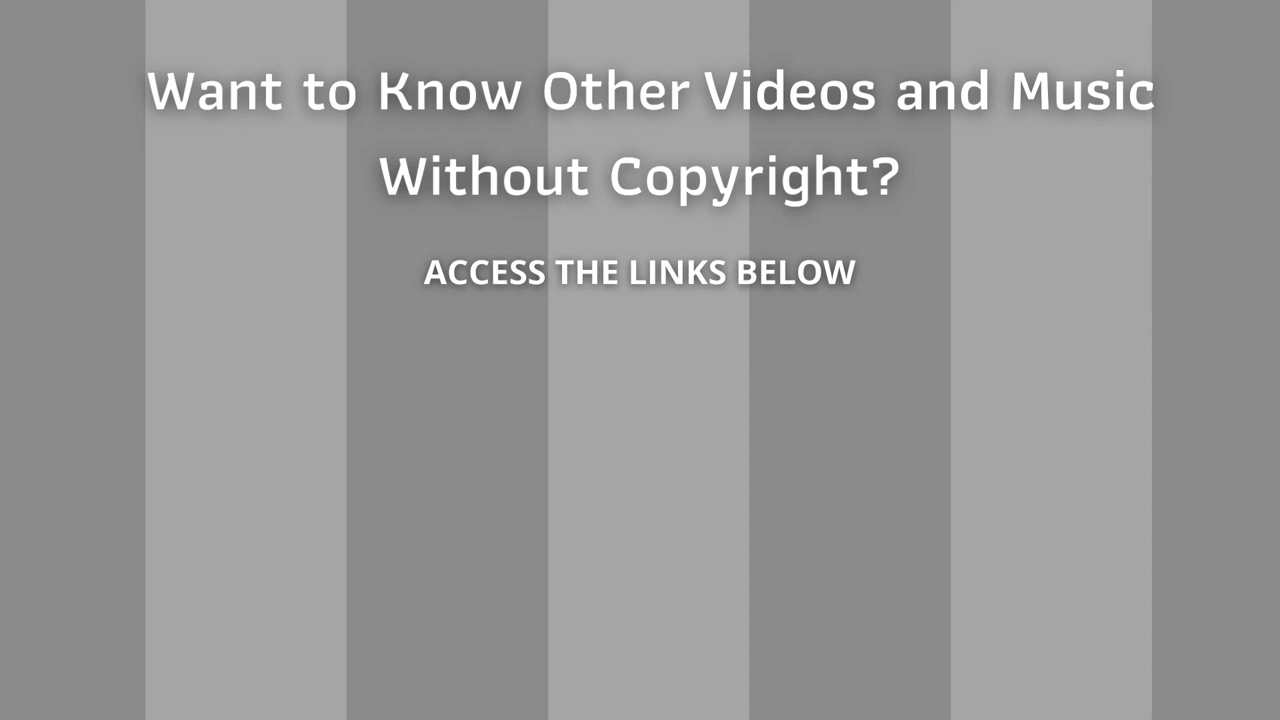 Want to Know Other Videos and Music
Without Copyright?
ACCESS THE LINKS BELOW